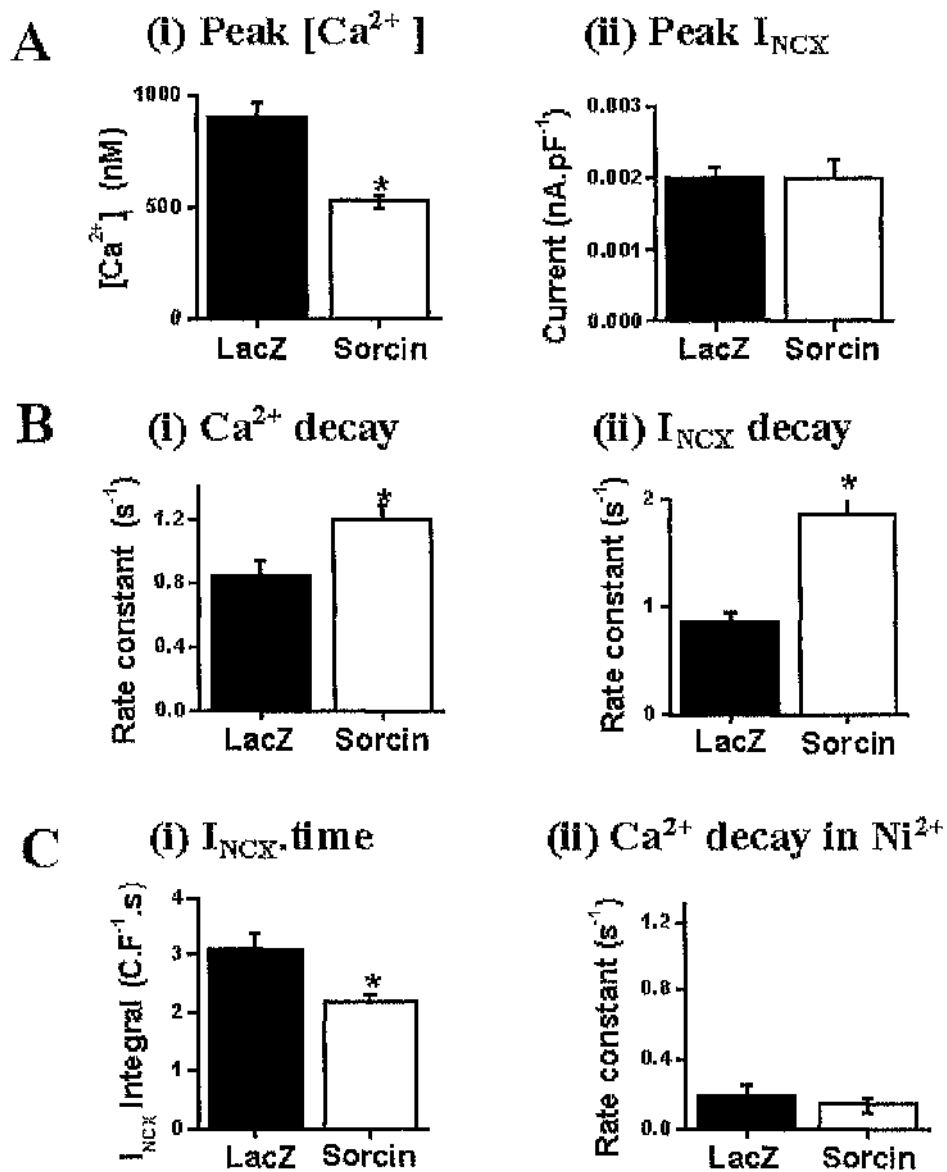 A
(i) Peak [Ca²⁺ ]
(ii) Peak I_NCX
[Ca²⁺] (nM)
1000
500
0
LacZ Sorcin
*
Current (nA.pF⁻¹)
0.003
0.002
0.001
0.000
LacZ Sorcin
B
(i) Ca²⁺ decay
(ii) I_NCX decay
Rate constant (s⁻¹)
1.2
0.8
0.4
0.0
LacZ Sorcin
*
Rate constant (s⁻¹)
2
1
0
LacZ Sorcin
*
C
(i) I_NCX.time
(ii) Ca²⁺ decay in Ni²⁺
I_NCX Integral (C.F⁻¹.s)
4
3
2
1
0
LacZ Sorcin
*
Rate constant (s⁻¹)
1.2
0.8
0.4
0.0
LacZ Sorcin